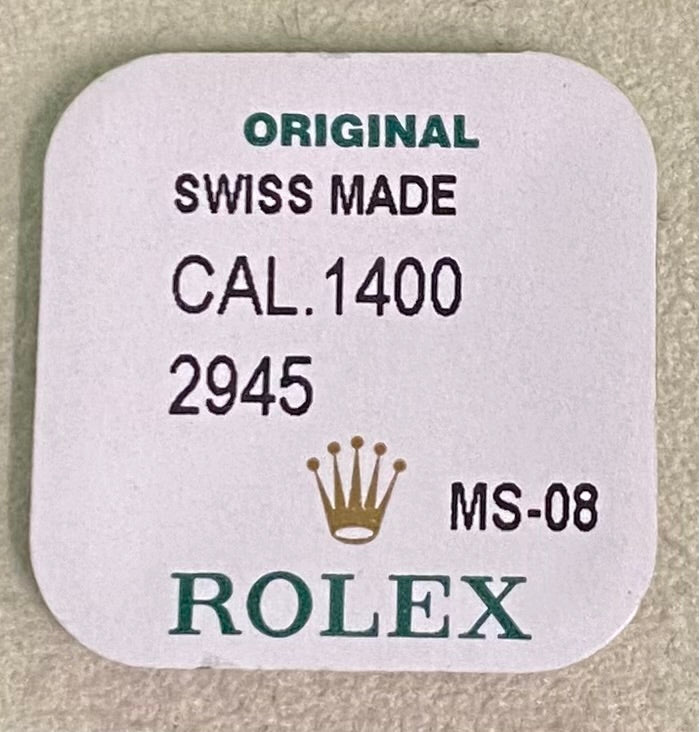 ORIGINAL
SWISS MADE
CAL.1400
2945
MS-08
ROLEX